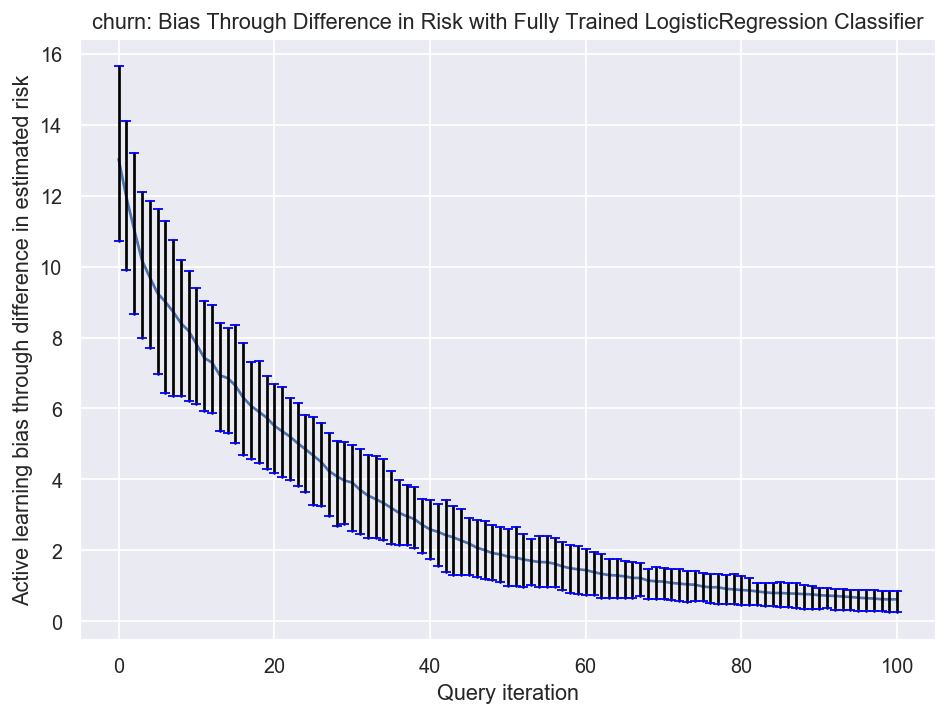 churn: Bias Through Difference in Risk with Fully Trained LogisticRegression Classifier
Active learning bias through difference in estimated risk
16
14
12
10
8
6
4
2
0
0 20 40 60 80 100
Query iteration